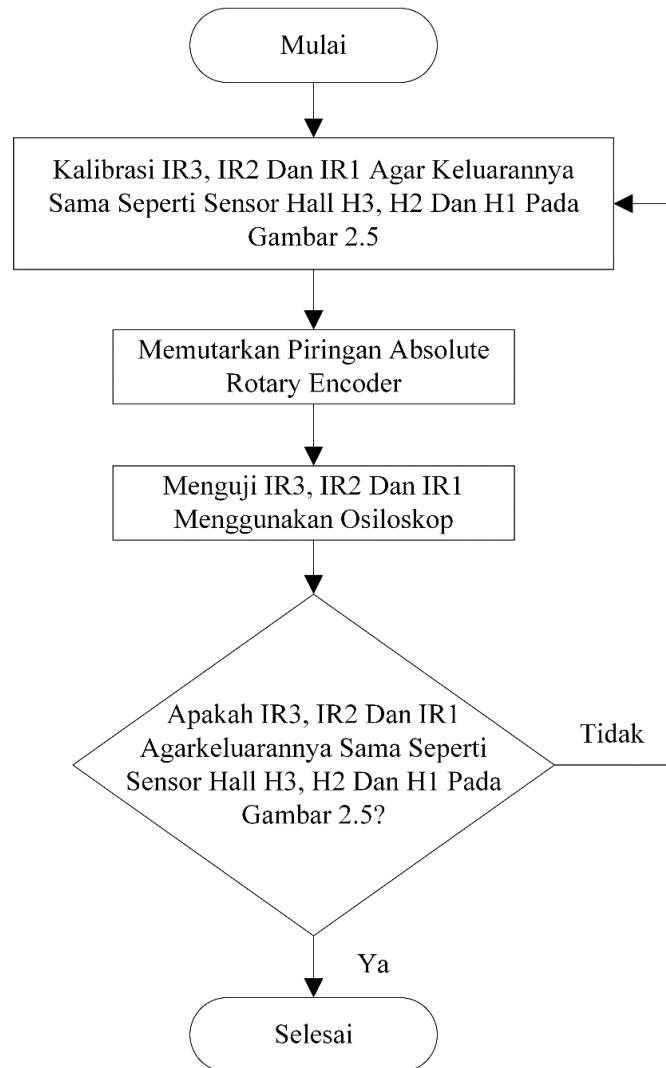 Mulai
Kalibrasi IR3, IR2 Dan IR1 Agar Keluarannya
Sama Seperti Sensor Hall H3, H2 Dan H1 Pada
Gambar 2.5
Memutarkan Piringan Absolute
Rotary Encoder
Menguji IR3, IR2 Dan IR1
Menggunakan Osiloskop
Apakah IR3, IR2 Dan IR1
Agarkeluarannya Sama Seperti
Sensor Hall H3, H2 Dan H1 Pada
Gambar 2.5?
Tidak
Ya
Selesai